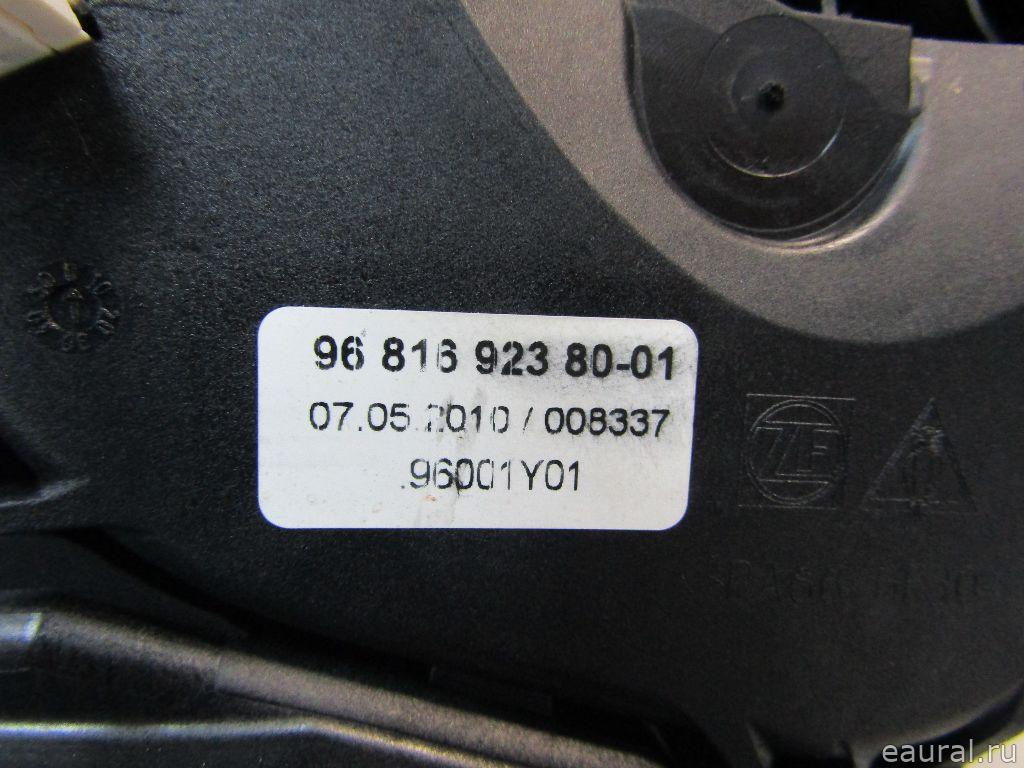 96 816 923 80-01
07.05.2010 / 008337
.96001Y01
ZF
eaural.ru